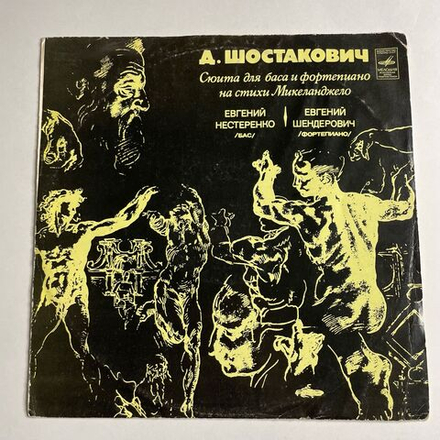 Д. ШОСТАКОВИЧ
Сюита для баса и фортепиано
на стихи Микеланджело
ЕВГЕНИЙ
НЕСТЕРЕНКО
/БАС/
ЕВГЕНИЙ
ШЕНДЕРОВИЧ
/ФОРТЕПИАНО/